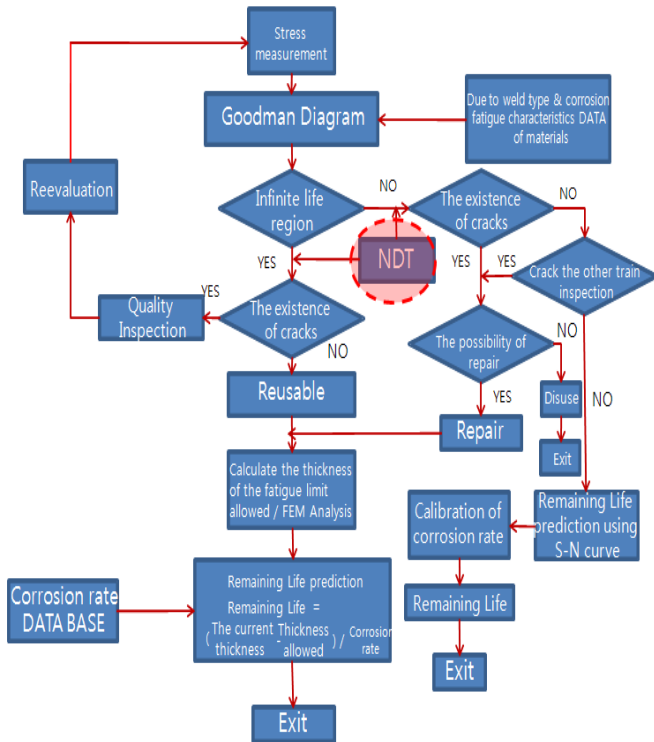 Stress
measurement
Goodman Diagram
Due to weld type & corrosion
fatigue characteristics DATA
of materials
Reevaluation
Infinite life
region
NO
The existence
of cracks
NO
NDT
YES
YES
YES
Crack the other train
inspection
Quality
Inspection
YES
The existence
of cracks
NO
The possibility of
repair
NO
NO
YES
Disuse
Reusable
Repair
Exit
Calculate the thickness
of the fatigue limit
allowed / FEM Analysis
Calibration of
corrosion rate
Remaining Life
prediction using
S-N curve
Corrosion rate
DATA BASE
Remaining Life prediction
Remaining Life =
(The current thickness - Thickness allowed) / Corrosion rate
Remaining Life
Exit
Exit